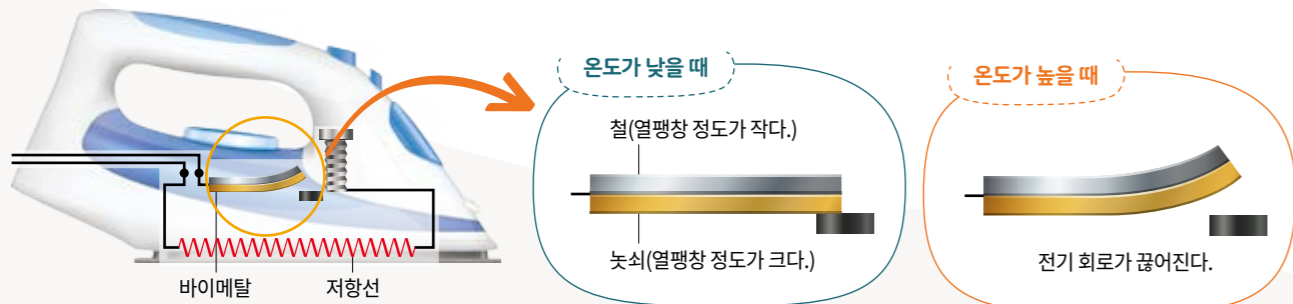 바이메탈
저항선
온도가 낮을 때
철(열팽창 정도가 작다.)
놋쇠(열팽창 정도가 크다.)
온도가 높을 때
전기 회로가 끊어진다.